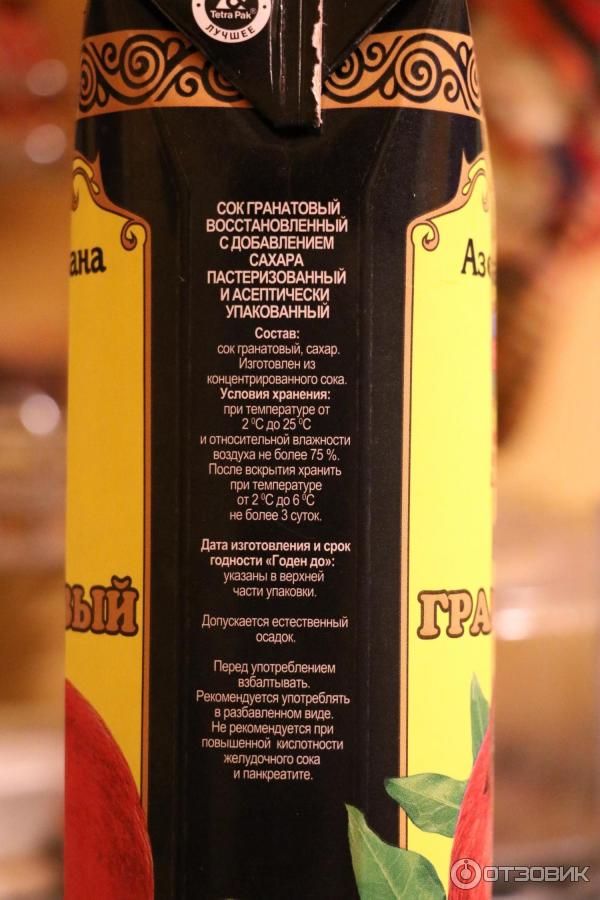 Tetra Pak®
ЛУЧШЕЕ
СОК ГРАНАТОВЫЙ
ВОССТАНОВЛЕННЫЙ
С ДОБАВЛЕНИЕМ
САХАРА
ПАСТЕРИЗОВАННЫЙ
И АСЕПТИЧЕСКИ
УПАКОВАННЫЙ
Состав:
сок гранатовый, сахар.
Изготовлен из
концентрированного сока.
Условия хранения:
при температуре от
2 °С до 25 °С
и относительной влажности
воздуха не более 75 %.
После вскрытия хранить
при температуре
от 2 °С до 6 °С
не более 3 суток.
Дата изготовления и срок
годности «Годен до»:
указаны в верхней
части упаковки.
Допускается естественный
осадок.
Перед употреблением
взбалтывать.
Рекомендуется употреблять
в разбавленном виде.
Не рекомендуется при
повышенной кислотности
желудочного сока
и панкреатите.
ана
вый
Аз
ГРА
ОТЗОВИК